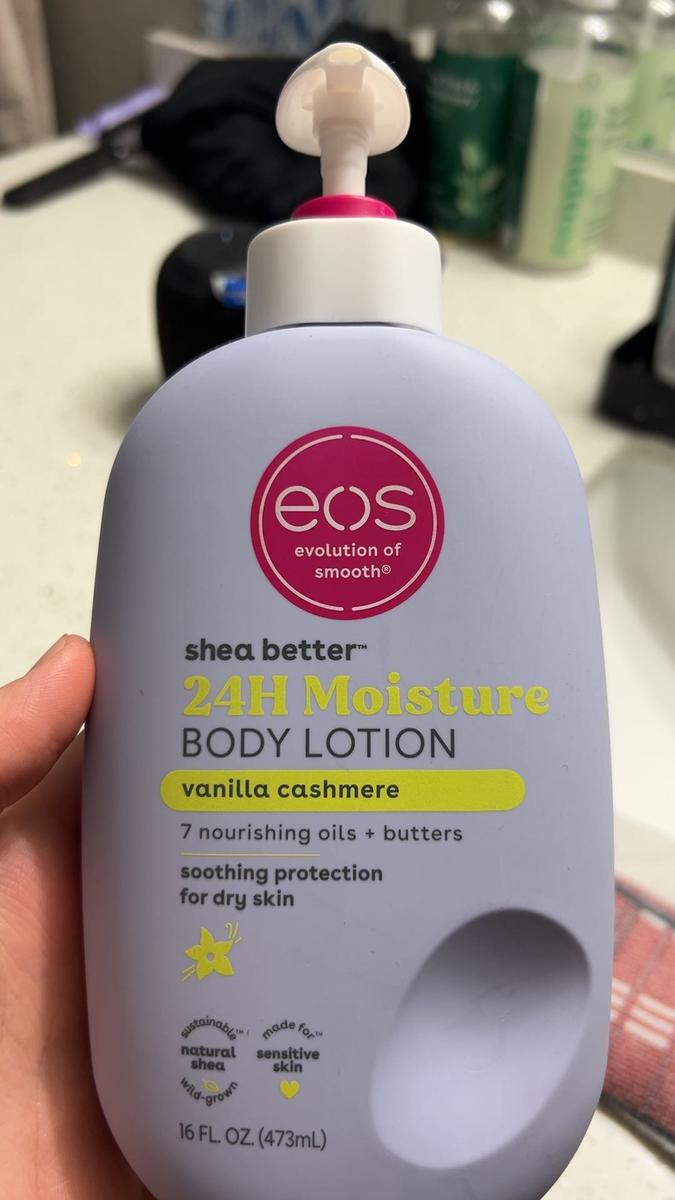 eos
evolution of
smooth®
shea better™
24H Moisture
BODY LOTION
vanilla cashmere
7 nourishing oils + butters
soothing protection
for dry skin
sustainable™
natural
shea
wild-grown
made for™
sensitive
skin
16 FL. OZ. (473mL)